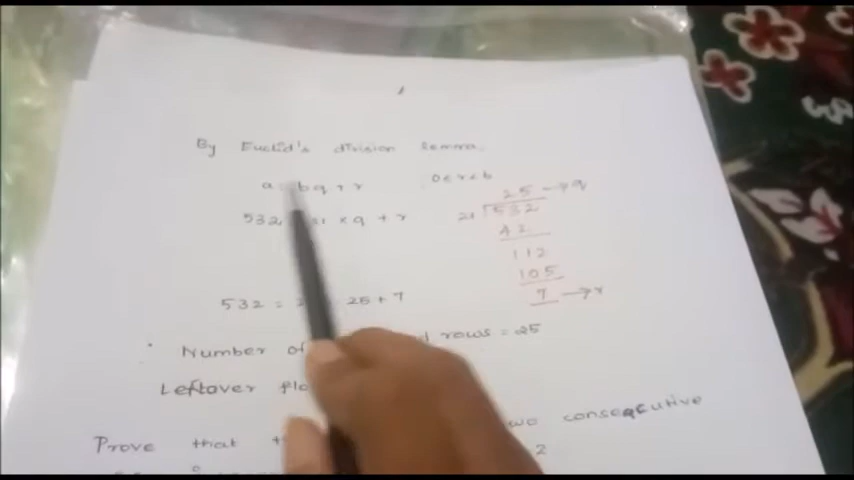 By Euclid's division lemma.
a = bq + r 0≤r<b
532 21 × q + r
25 → q
21 532
42
112
105
7 → r
532 = 25 + 7
Number of rows = 25
Leftover
Prove that two consecutive
2